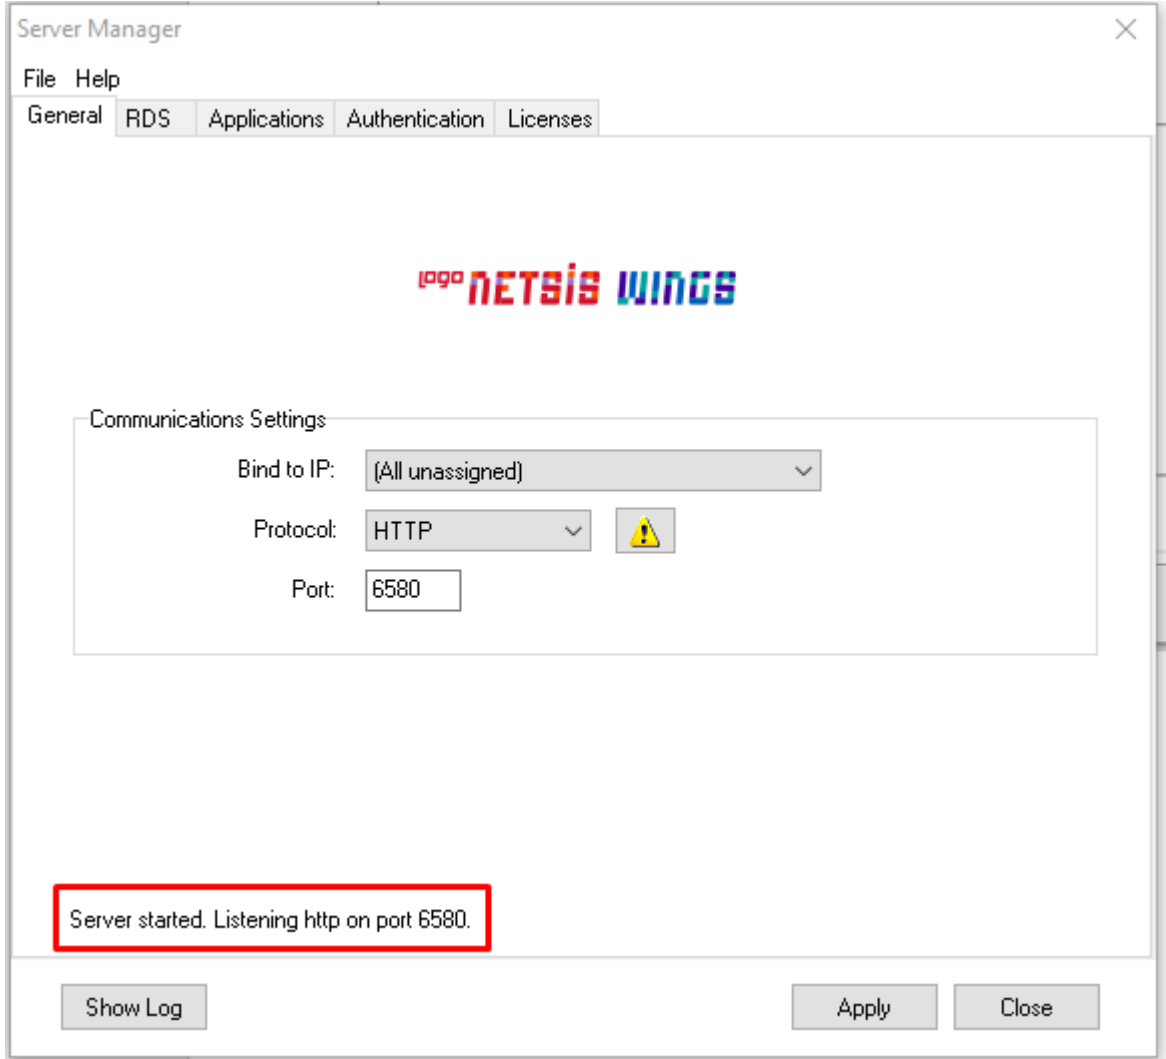 Server Manager
File Help
General RDS Applications Authentication Licenses
logo NETSİS WINGS
Communications Settings
Bind to IP: (All unassigned)
Protocol: HTTP
Port: 6580
Server started. Listening http on port 6580.
Show Log Apply Close